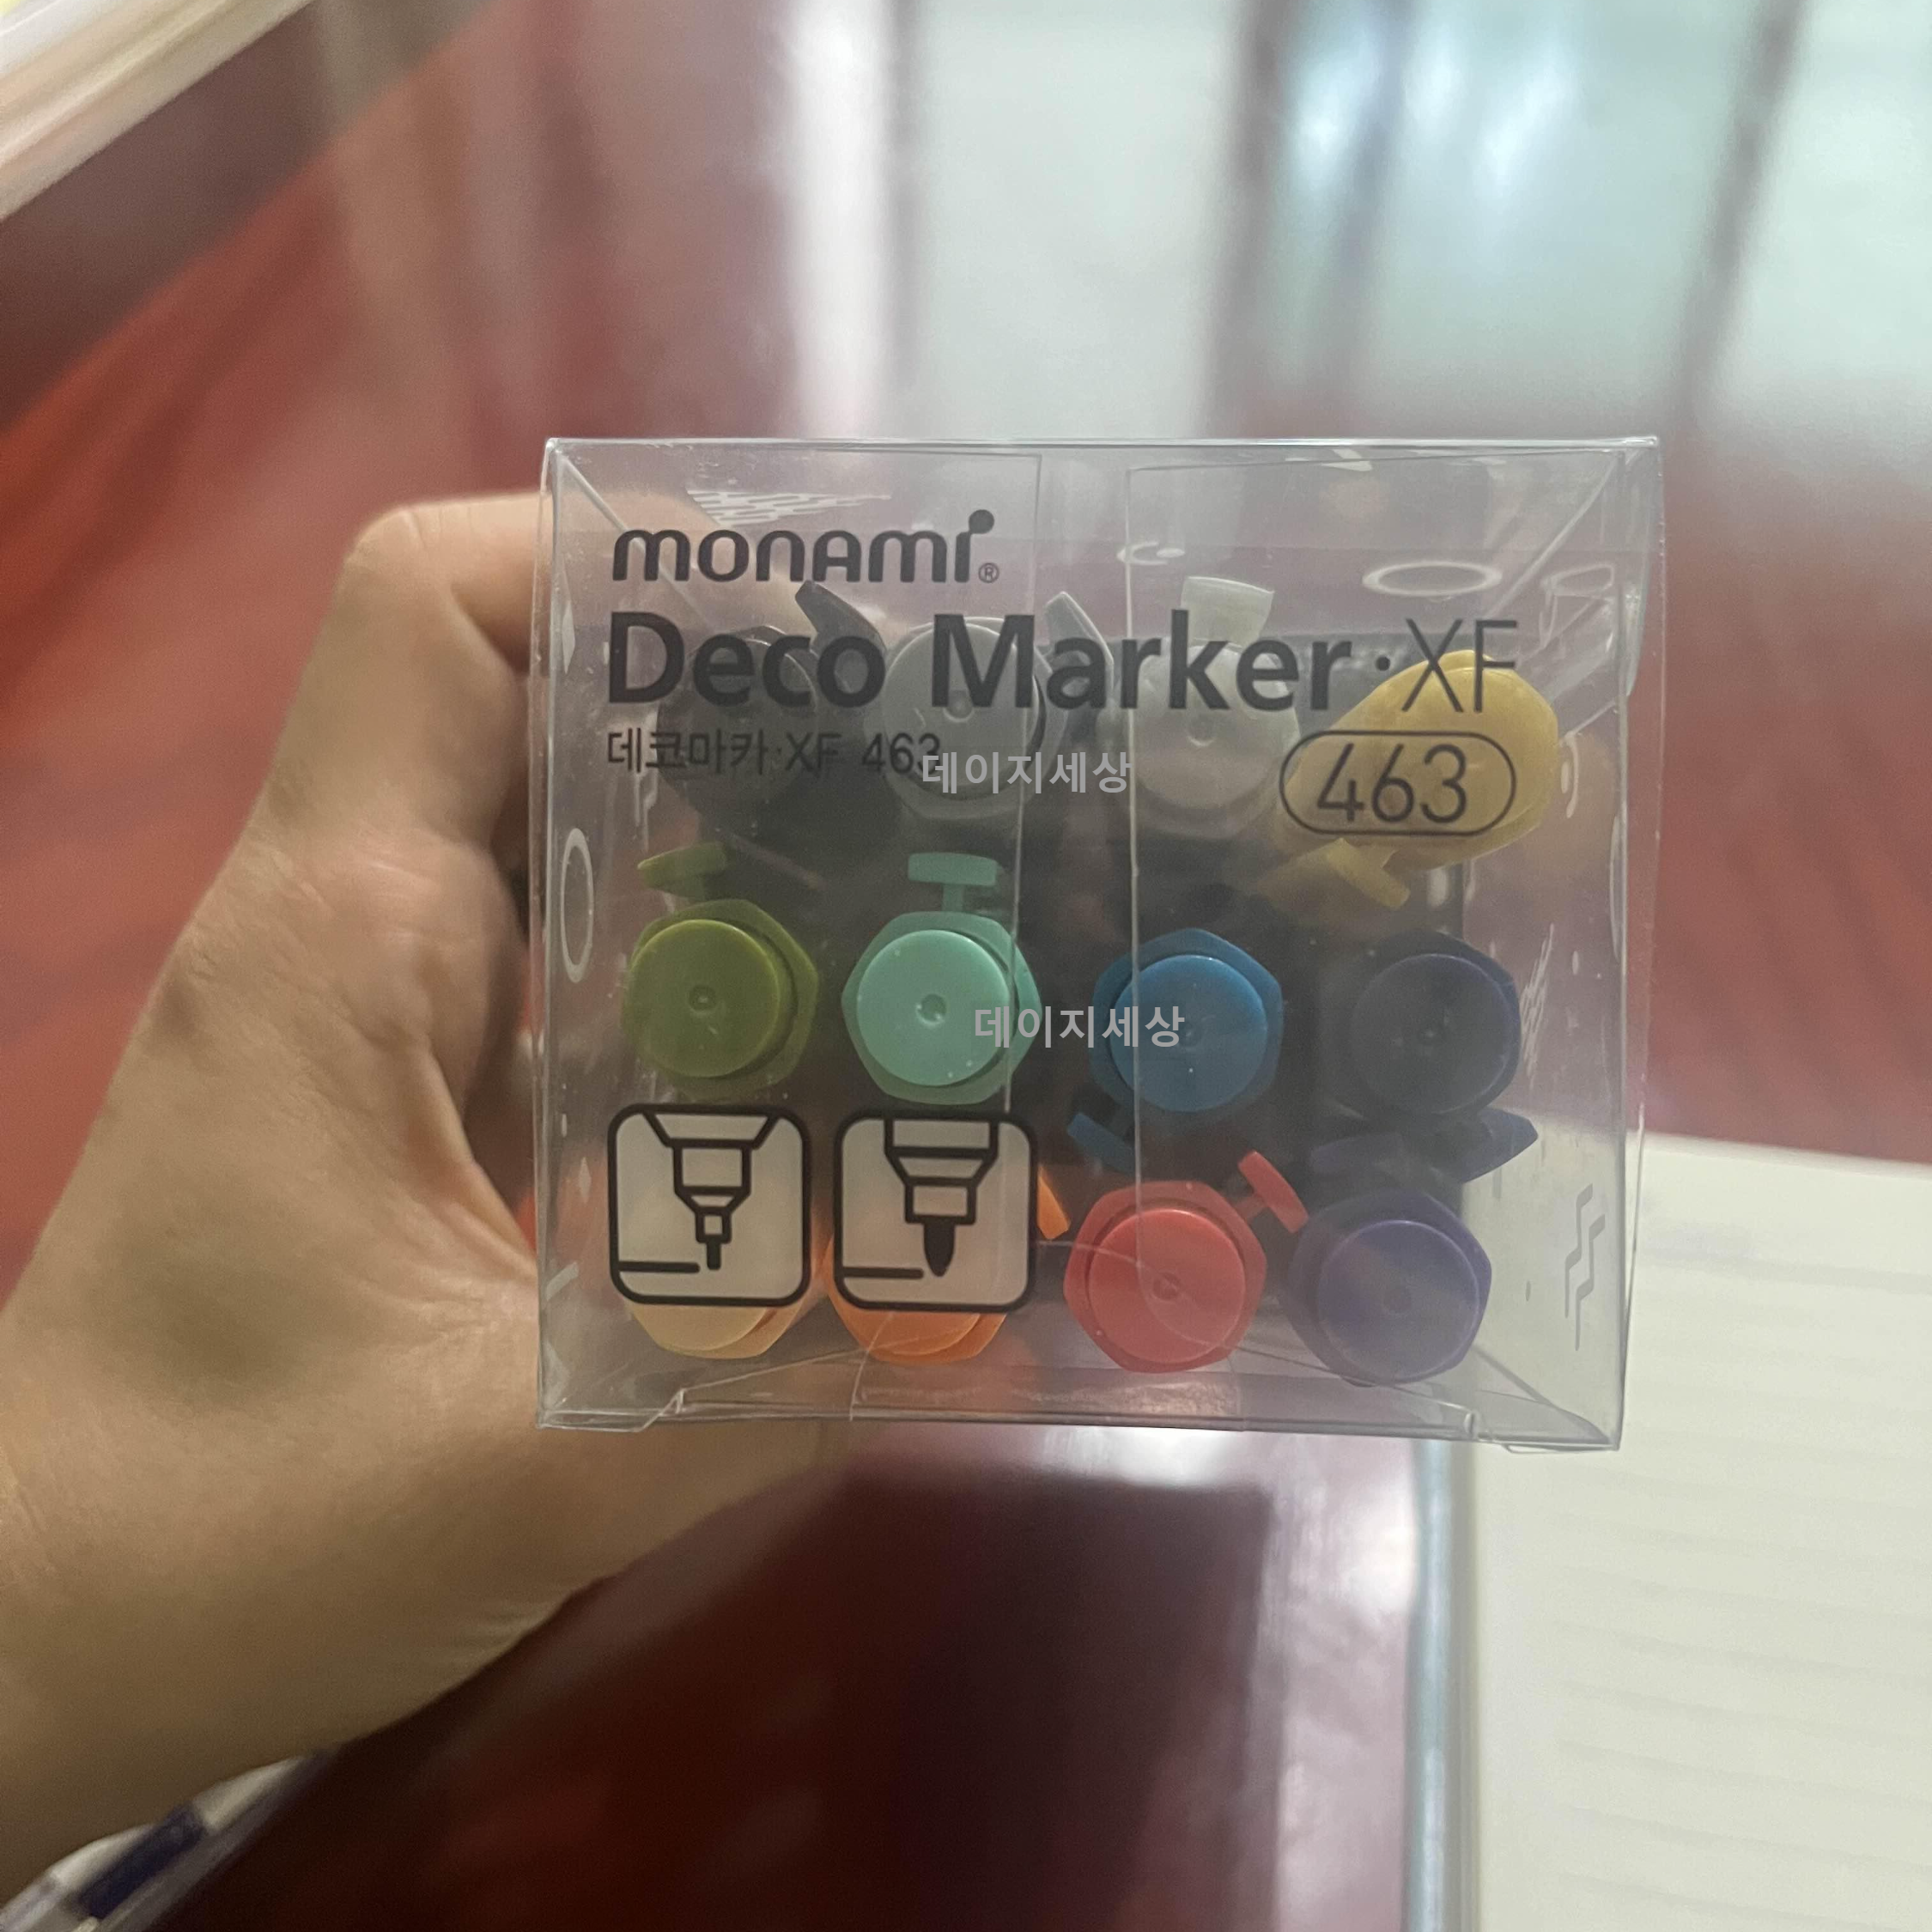 monami®
Deco Marker·XF
데코마카·XF 463
463
데이지세상
데이지세상